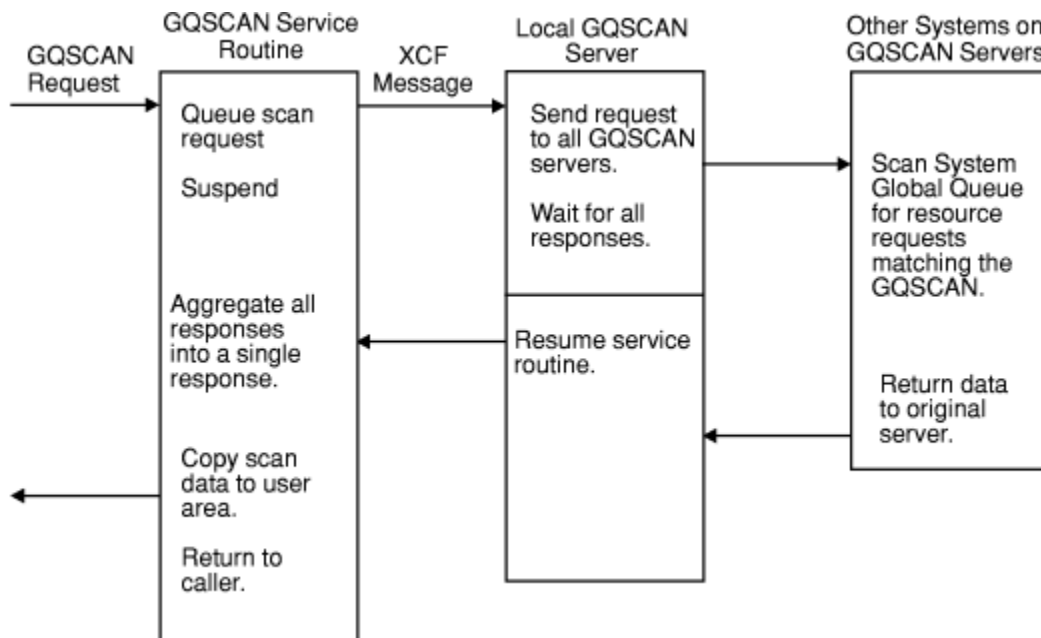 GQSCAN
Request
GQSCAN Service
Routine
XCF
Message
Local GQSCAN
Server
Other Systems on
GQSCAN Servers
Queue scan
request
Suspend
Aggregate all
responses
into a single
response.
Copy scan
data to user
area.
Return to
caller.
Send request
to all GQSCAN
servers.
Wait for all
responses.
Resume service
routine.
Scan System
Global Queue
for resource
requests
matching the
GQSCAN.
Return data
to original
server.